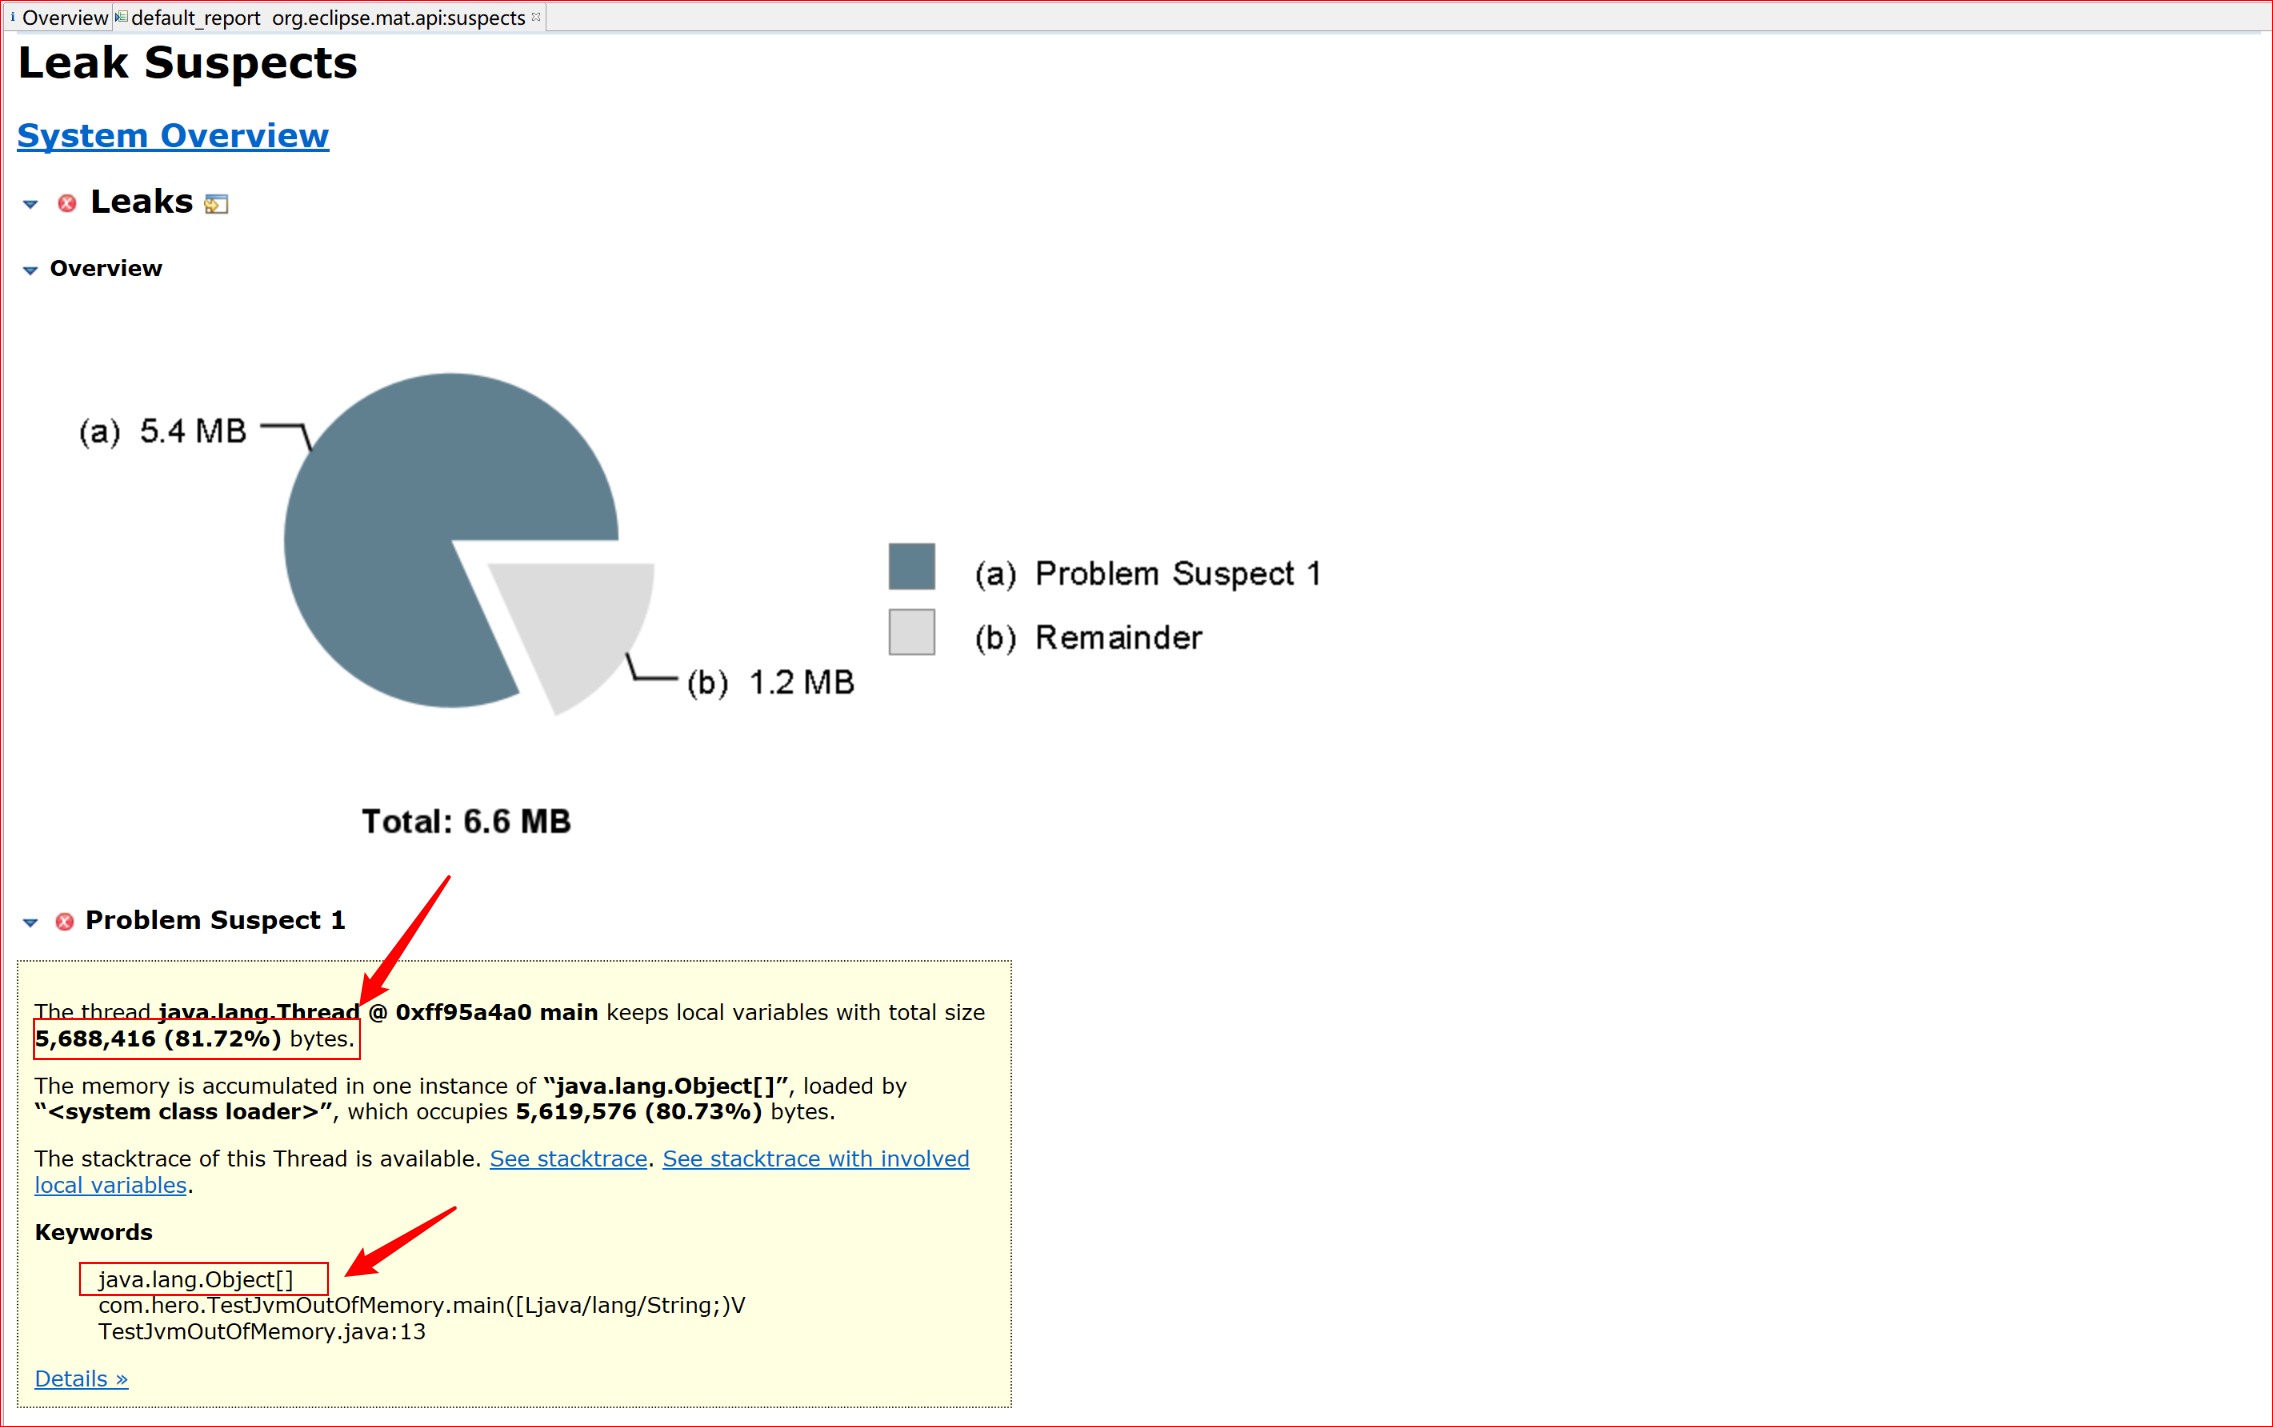 Overview default_report org.eclipse.mat.api:suspects
Leak Suspects
System Overview
Leaks
Overview
(a) 5.4 MB
(a) Problem Suspect 1
(b) Remainder
(b) 1.2 MB
Total: 6.6 MB
Problem Suspect 1
The thread java.lang.Thread @ 0xff95a4a0 main keeps local variables with total size
5,688,416 (81.72%) bytes.
The memory is accumulated in one instance of “java.lang.Object[]”, loaded by
“<system class loader>”, which occupies 5,619,576 (80.73%) bytes.
The stacktrace of this Thread is available. See stacktrace. See stacktrace with involved
local variables.
Keywords
java.lang.Object[]
com.hero.TestJvmOutOfMemory.main([Ljava/lang/String;)V
TestJvmOutOfMemory.java:13
Details »